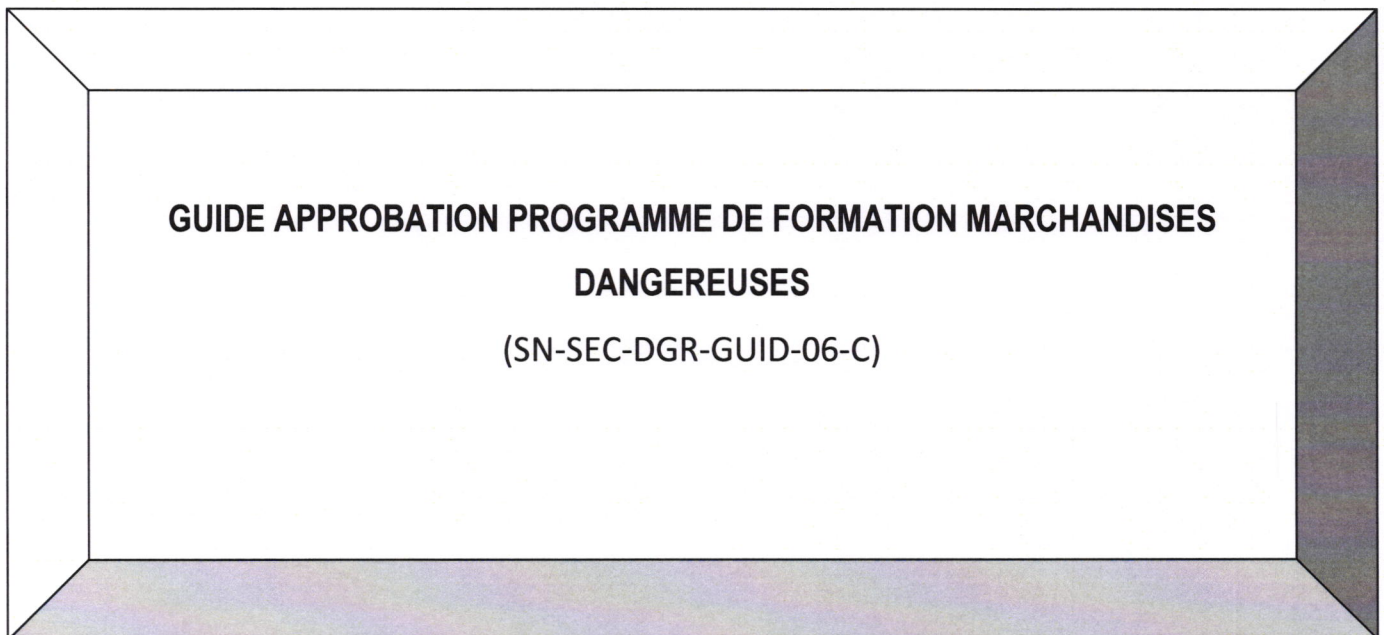 GUIDE APPROBATION PROGRAMME DE FORMATION MARCHANDISES
DANGEREUSES
(SN-SEC-DGR-GUID-06-C)